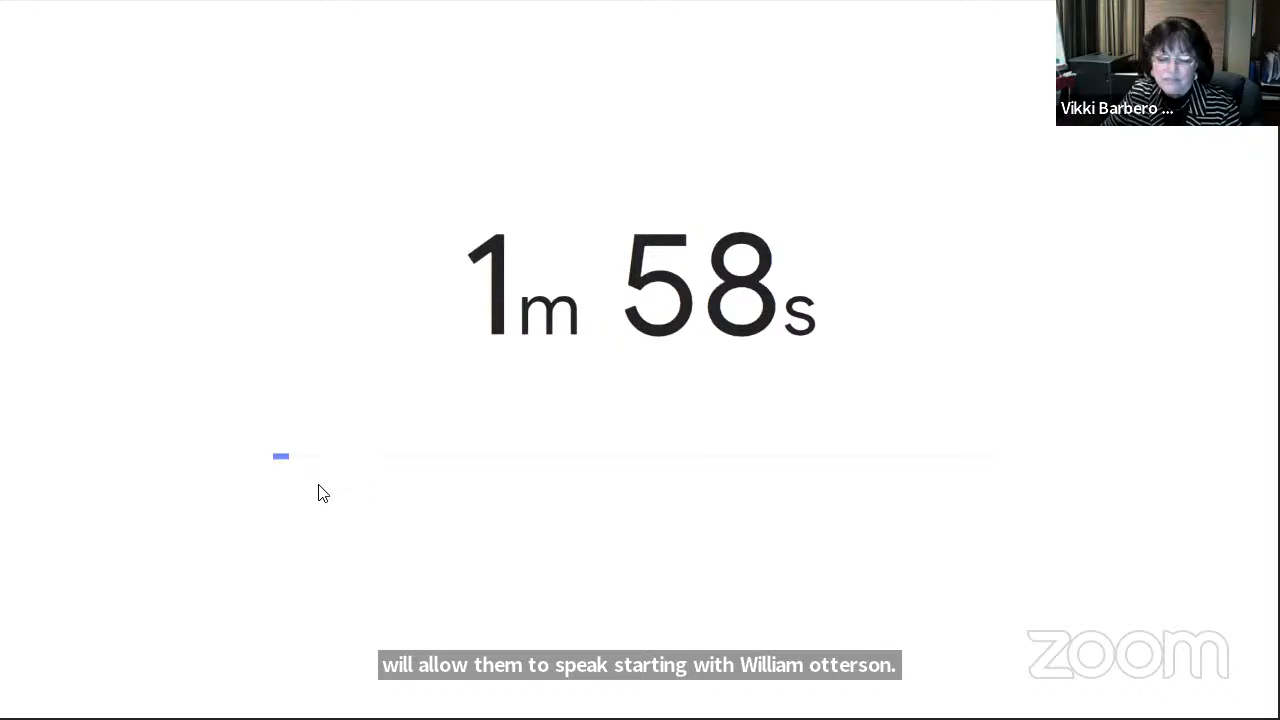 Vikki Barbero ...
1m 58s
will allow them to speak starting with William otterson.
zoom